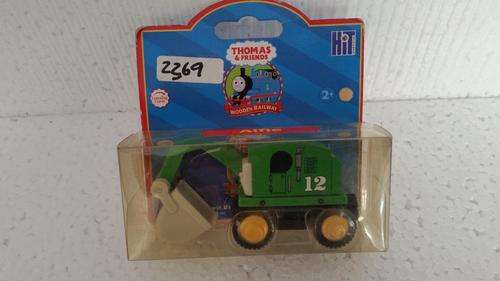 2369
THOMAS
& FRIENDS
HiT
WOODEN RAILWAY
2+
12